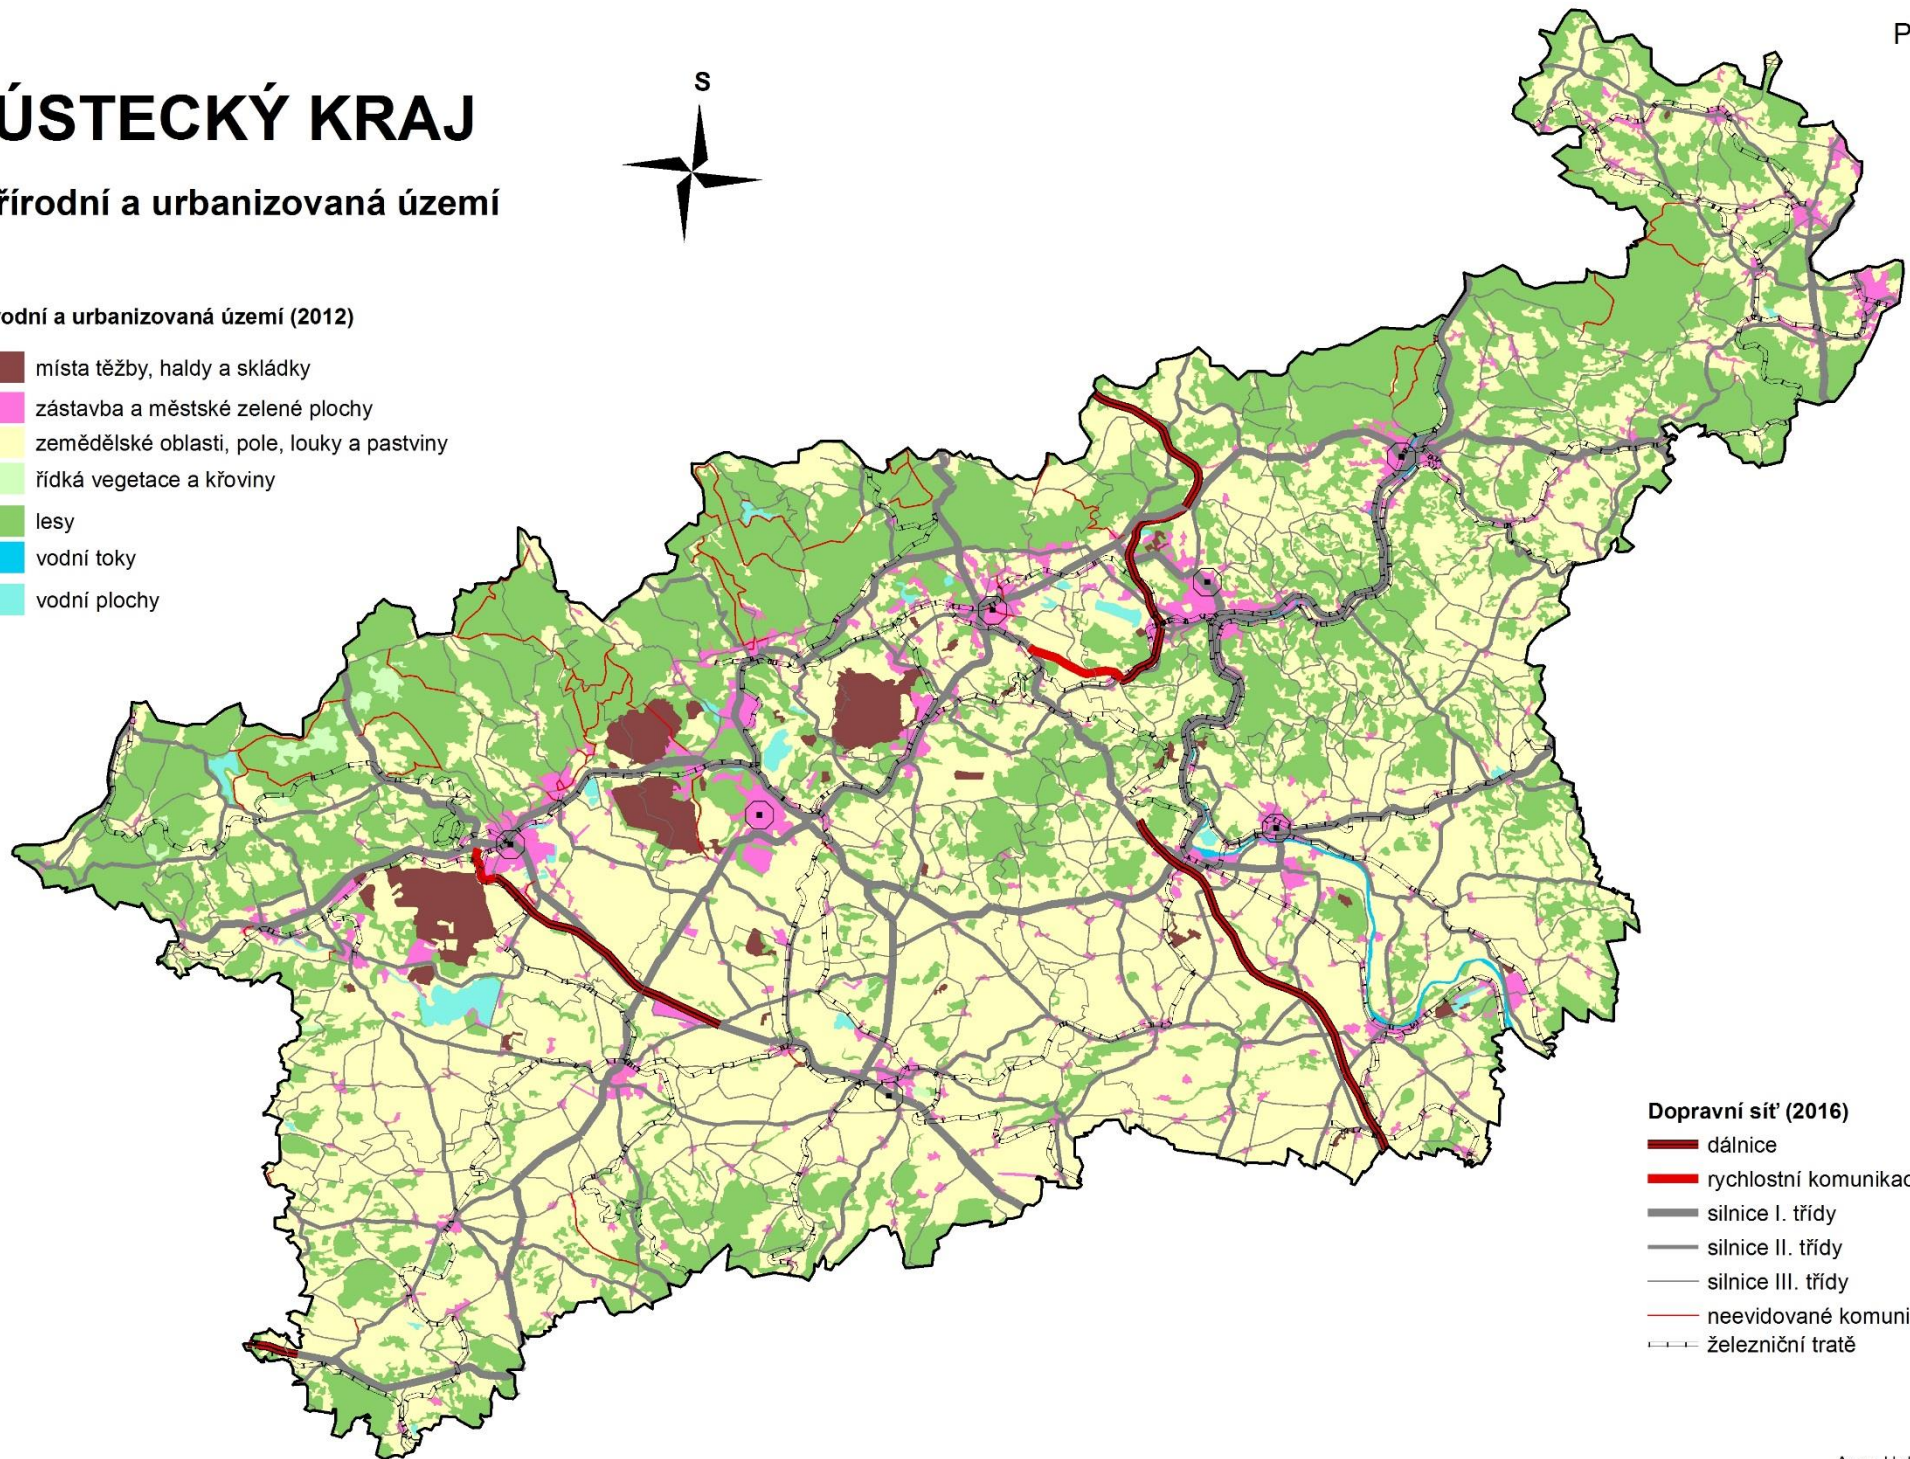 P
S
ÚSTECKÝ KRAJ
řírodní a urbanizovaná území
odní a urbanizovaná území (2012)
místa těžby, haldy a skládky
zástavba a městské zelené plochy
zemědělské oblasti, pole, louky a pastviny
řídká vegetace a křoviny
lesy
vodní toky
vodní plochy
Dopravní síť (2016)
dálnice
rychlostní komunikac
silnice I. třídy
silnice II. třídy
silnice III. třídy
neevidované komuni
železniční tratě